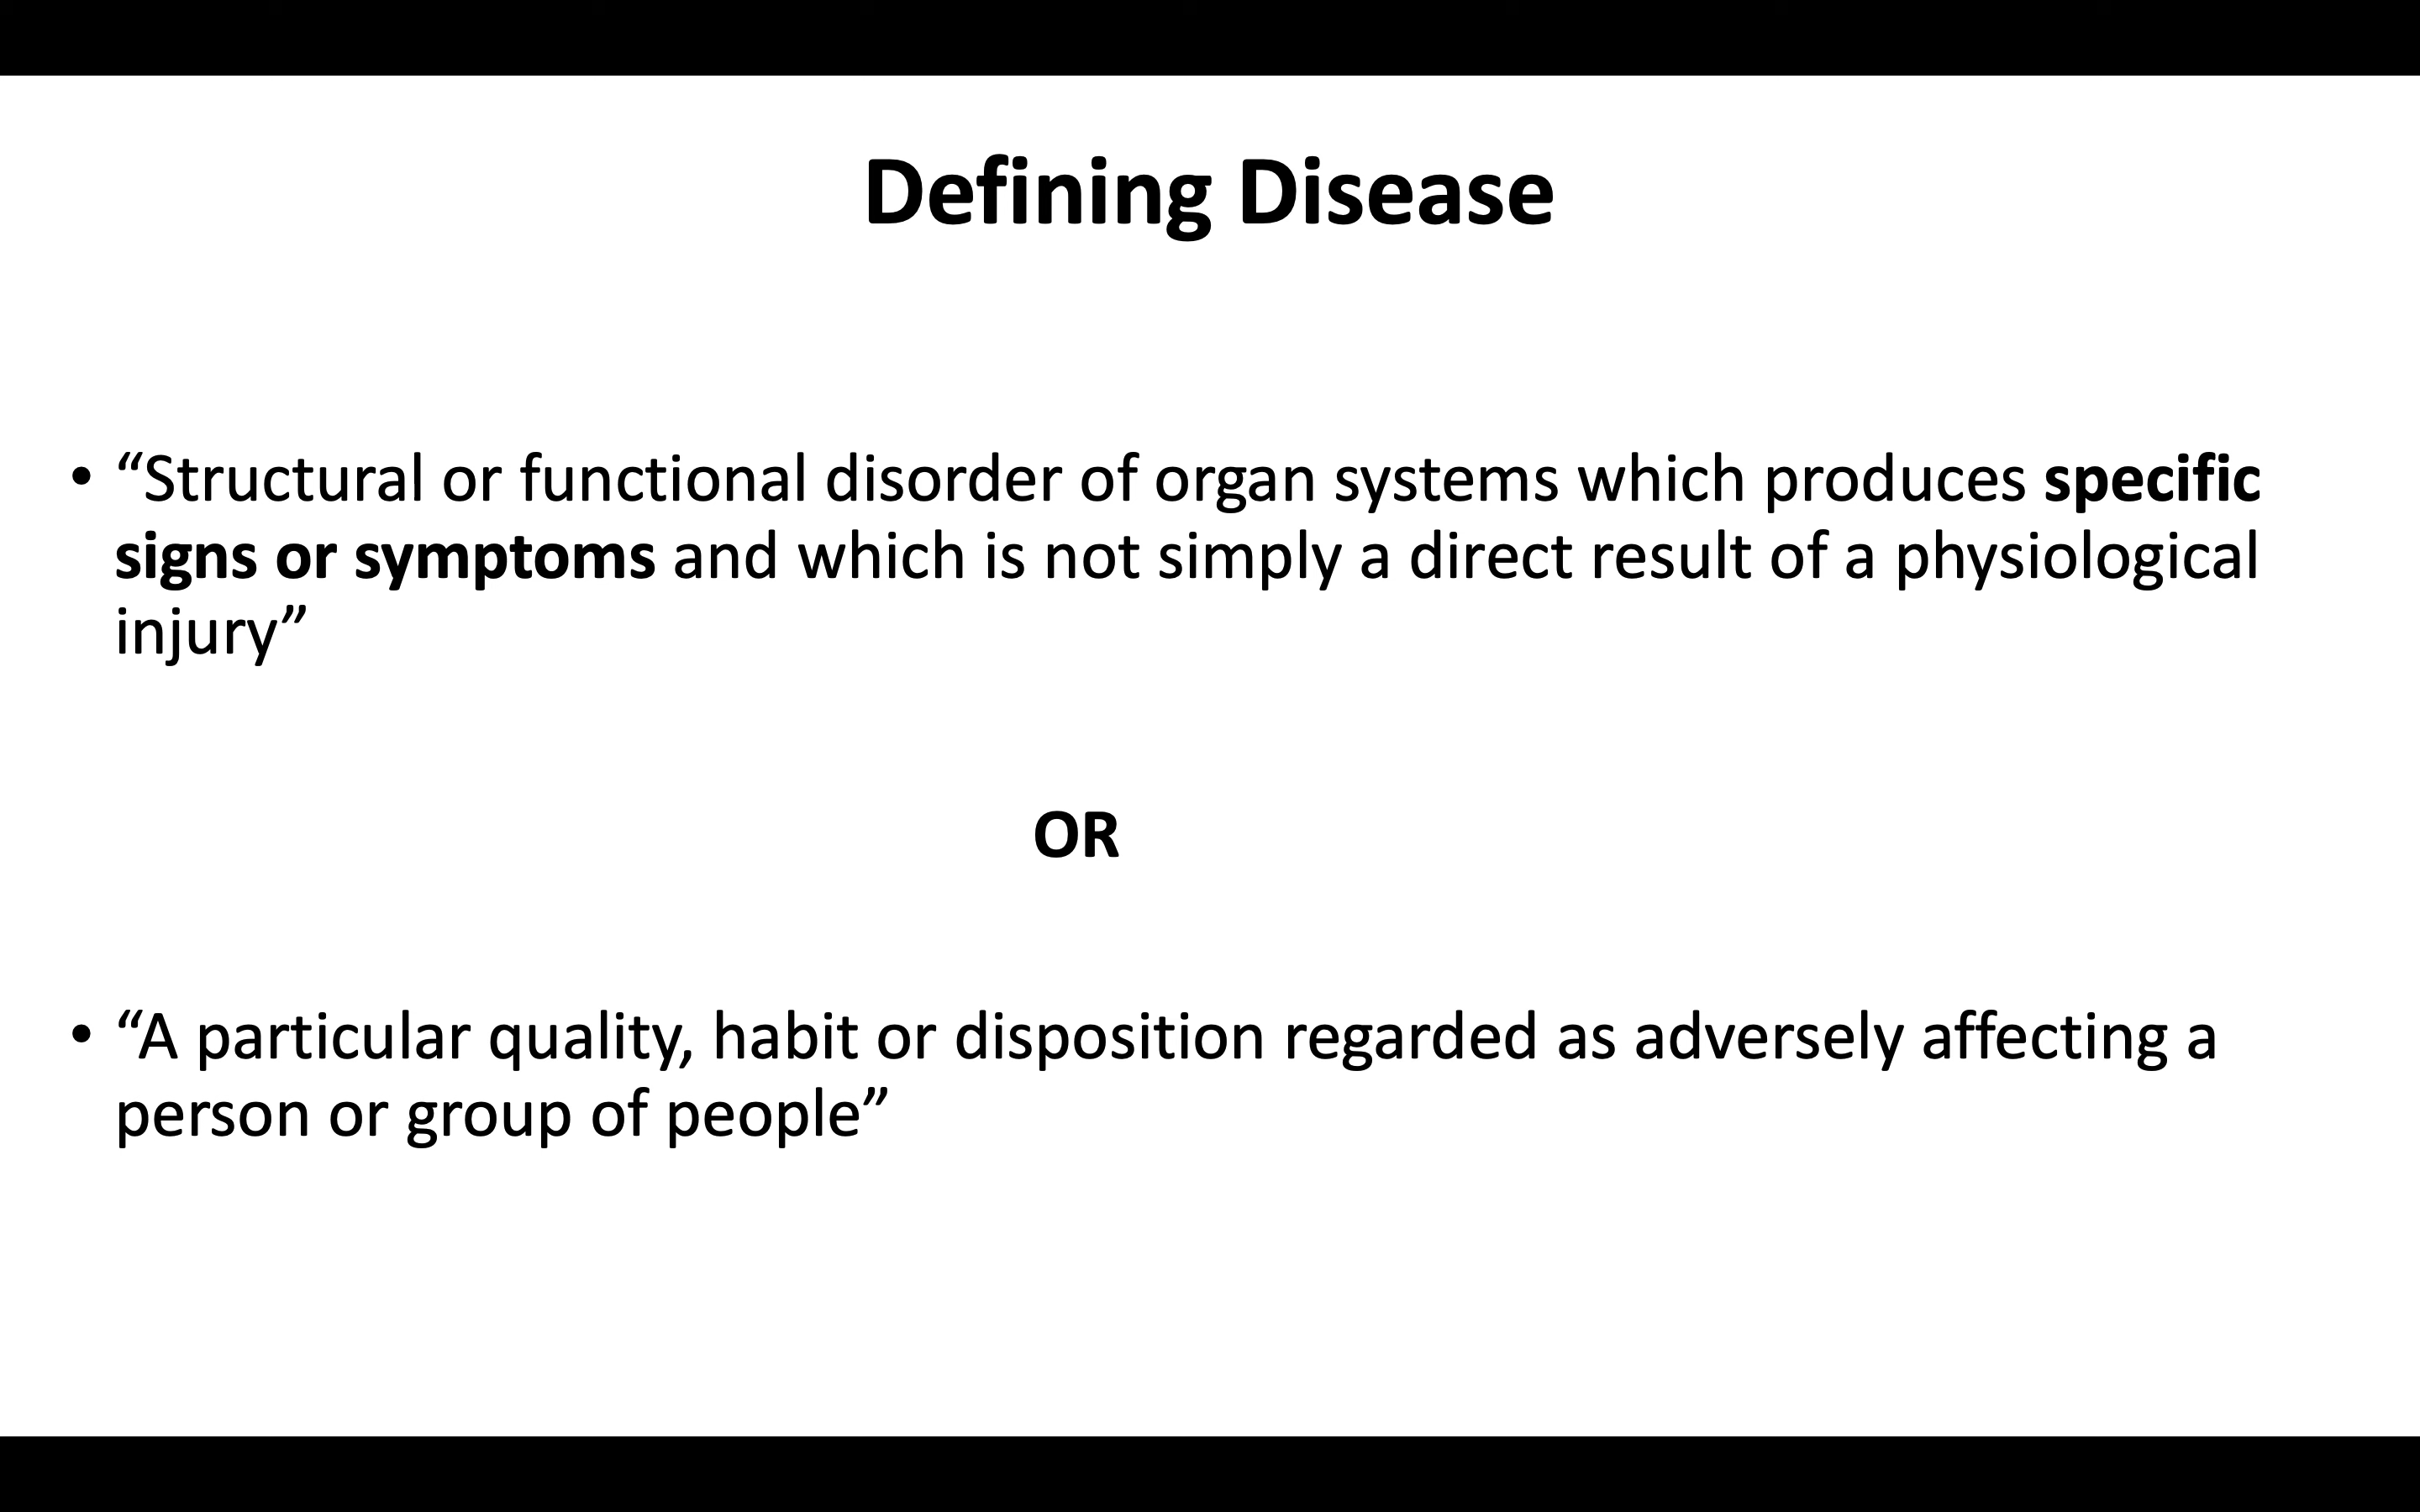 Defining Disease
• “Structural or functional disorder of organ systems which produces specific
signs or symptoms and which is not simply a direct result of a physiological
injury”
OR
• “A particular quality, habit or disposition regarded as adversely affecting a
person or group of people”